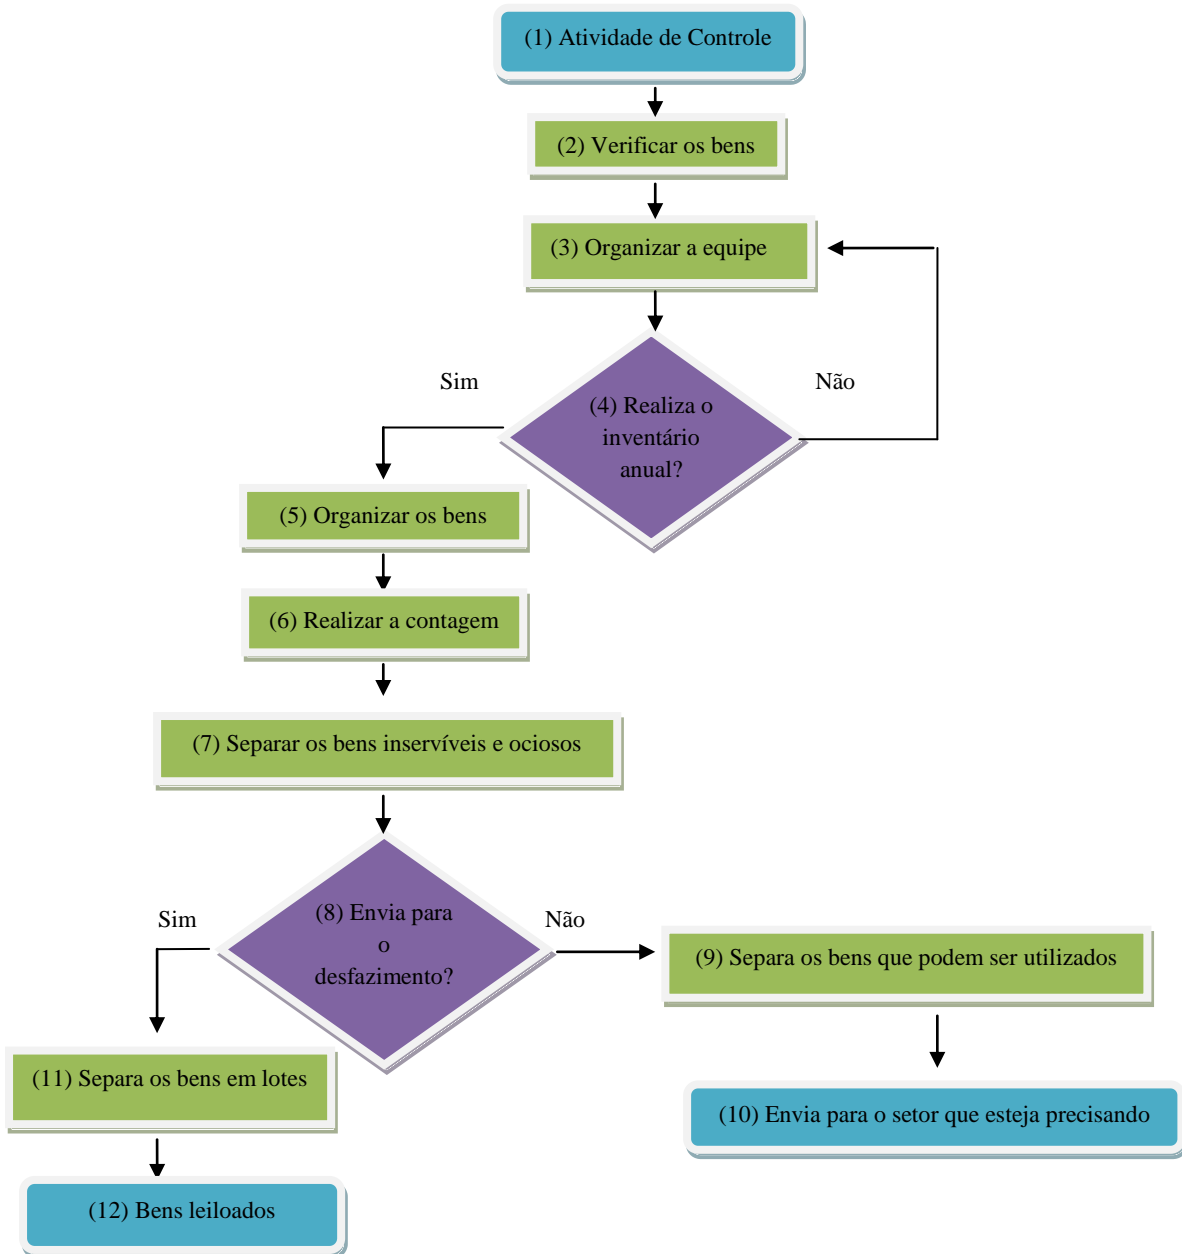 (1) Atividade de Controle
(2) Verificar os bens
(3) Organizar a equipe
Sim
Não
(4) Realiza o
inventário
anual?
(5) Organizar os bens
(6) Realizar a contagem
(7) Separar os bens inservíveis e ociosos
Sim
(8) Envia para
o
desfazimento?
Não
(9) Separa os bens que podem ser utilizados
(11) Separa os bens em lotes
(10) Envia para o setor que esteja precisando
(12) Bens leiloados